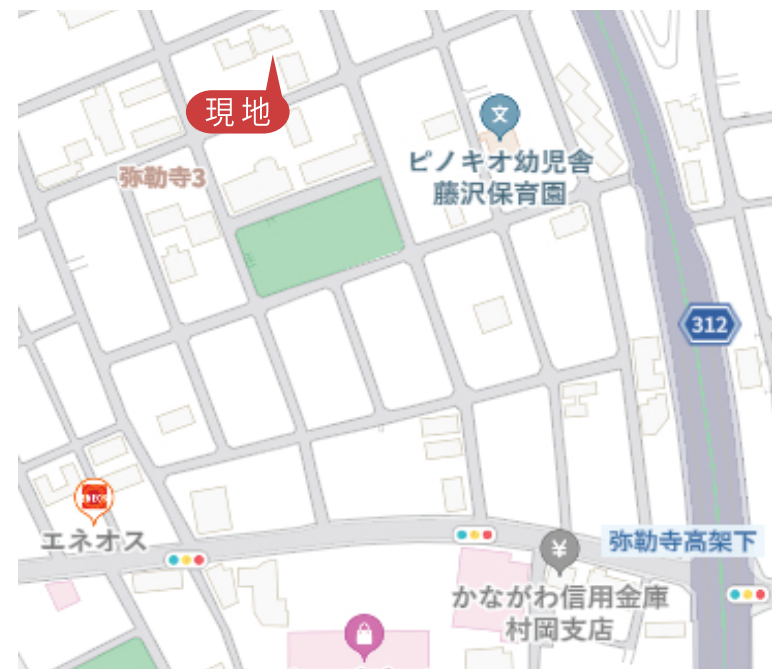 現地
弥勒寺3
文
ピノキオ幼児舎
藤沢保育園
312
エネオス
弥勒寺高架下
¥
かながわ信用金庫
村岡支店